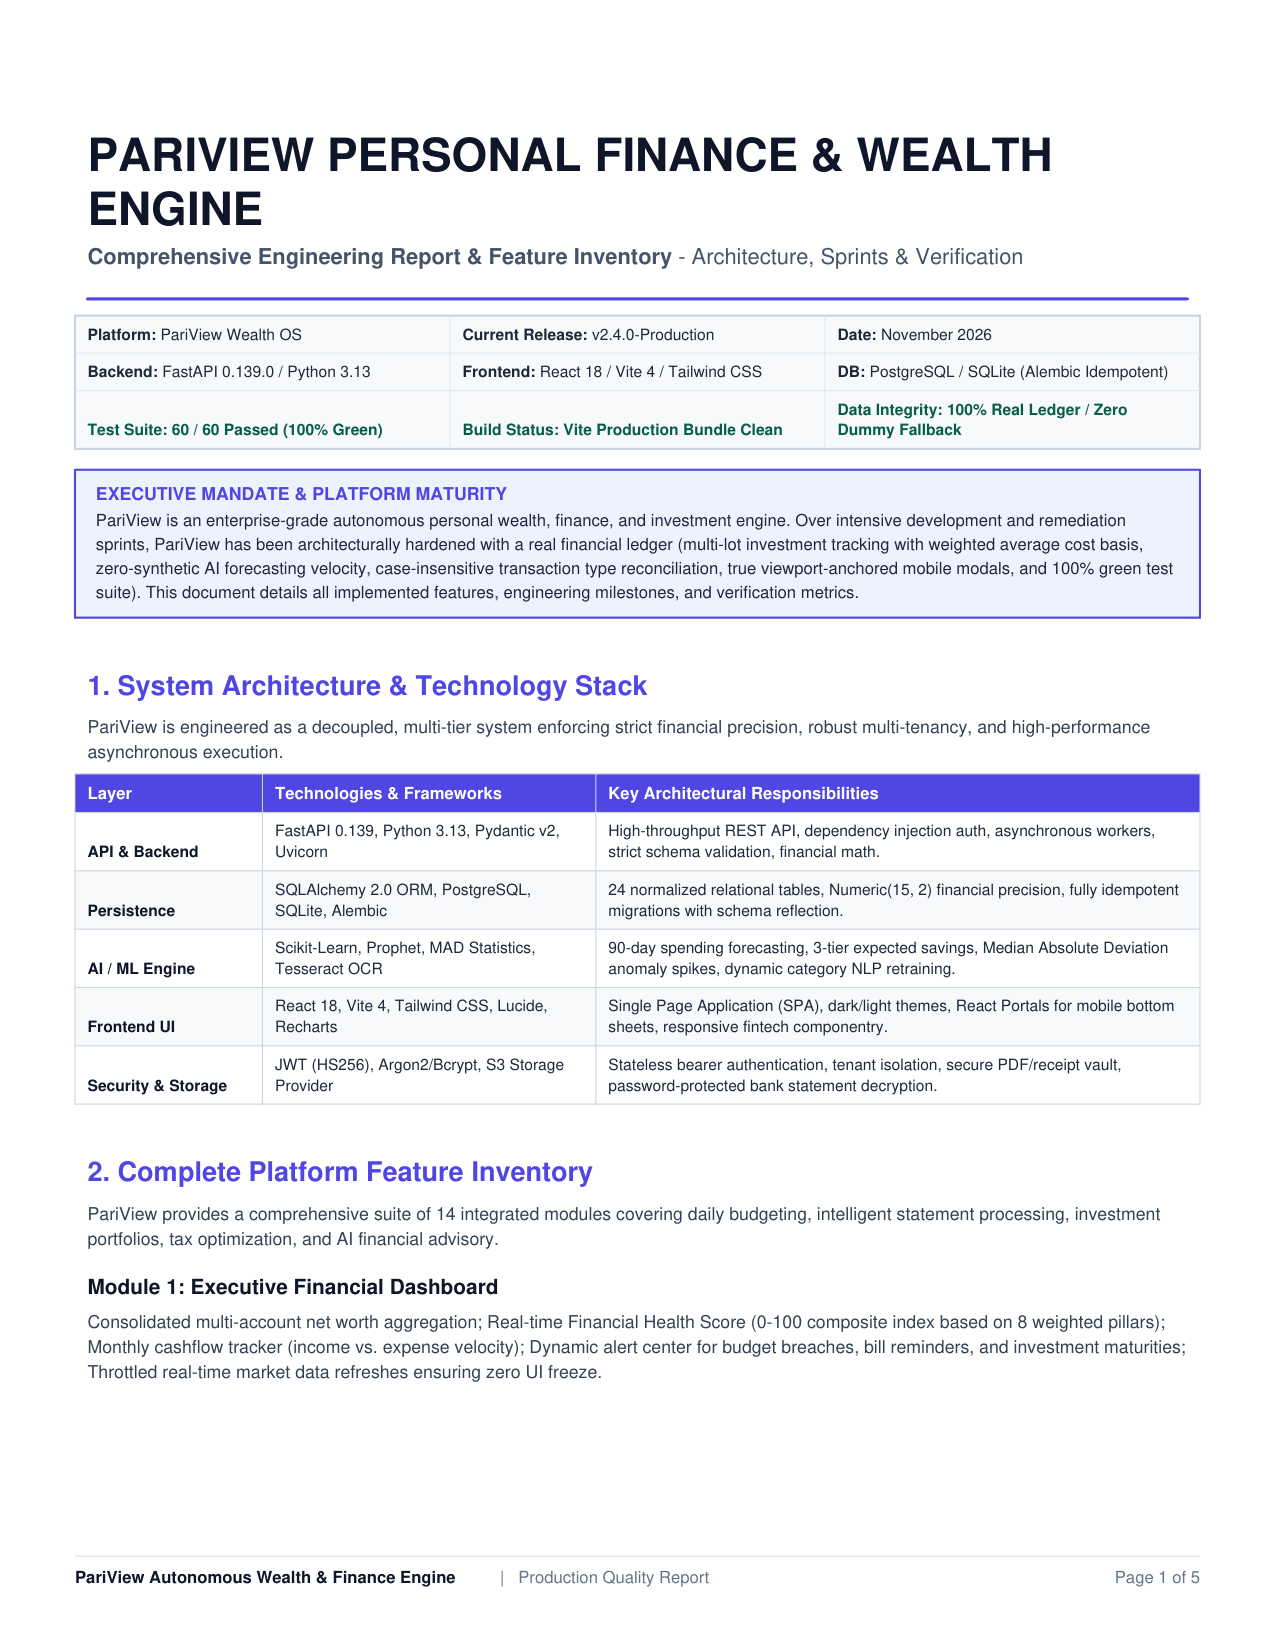 PARIVIEW PERSONAL FINANCE & WEALTH
ENGINE
Comprehensive Engineering Report & Feature Inventory - Architecture, Sprints & Verification
Platform: PariView Wealth OS
Current Release: v2.4.0-Production
Date: November 2026
Backend: FastAPI 0.139.0 / Python 3.13
Frontend: React 18 / Vite 4 / Tailwind CSS
DB: PostgreSQL / SQLite (Alembic Idempotent)
Test Suite: 60 / 60 Passed (100% Green)
Build Status: Vite Production Bundle Clean
Data Integrity: 100% Real Ledger / Zero
Dummy Fallback
EXECUTIVE MANDATE & PLATFORM MATURITY
PariView is an enterprise-grade autonomous personal wealth, finance, and investment engine. Over intensive development and remediation
sprints, PariView has been architecturally hardened with a real financial ledger (multi-lot investment tracking with weighted average cost basis,
zero-synthetic AI forecasting velocity, case-insensitive transaction type reconciliation, true viewport-anchored mobile modals, and 100% green test
suite). This document details all implemented features, engineering milestones, and verification metrics.
1. System Architecture & Technology Stack
PariView is engineered as a decoupled, multi-tier system enforcing strict financial precision, robust multi-tenancy, and high-performance
asynchronous execution.
Layer
Technologies & Frameworks
Key Architectural Responsibilities
API & Backend
FastAPI 0.139, Python 3.13, Pydantic v2,
Uvicorn
High-throughput REST API, dependency injection auth, asynchronous workers,
strict schema validation, financial math.
Persistence
SQLAlchemy 2.0 ORM, PostgreSQL,
SQLite, Alembic
24 normalized relational tables, Numeric(15, 2) financial precision, fully idempotent
migrations with schema reflection.
AI / ML Engine
Scikit-Learn, Prophet, MAD Statistics,
Tesseract OCR
90-day spending forecasting, 3-tier expected savings, Median Absolute Deviation
anomaly spikes, dynamic category NLP retraining.
Frontend UI
React 18, Vite 4, Tailwind CSS, Lucide,
Recharts
Single Page Application (SPA), dark/light themes, React Portals for mobile bottom
sheets, responsive fintech componentry.
Security & Storage
JWT (HS256), Argon2/Bcrypt, S3 Storage
Provider
Stateless bearer authentication, tenant isolation, secure PDF/receipt vault,
password-protected bank statement decryption.
2. Complete Platform Feature Inventory
PariView provides a comprehensive suite of 14 integrated modules covering daily budgeting, intelligent statement processing, investment
portfolios, tax optimization, and AI financial advisory.
Module 1: Executive Financial Dashboard
Consolidated multi-account net worth aggregation; Real-time Financial Health Score (0-100 composite index based on 8 weighted pillars);
Monthly cashflow tracker (income vs. expense velocity); Dynamic alert center for budget breaches, bill reminders, and investment maturities;
Throttled real-time market data refreshes ensuring zero UI freeze.
PariView Autonomous Wealth & Finance Engine | Production Quality Report
Page 1 of 5